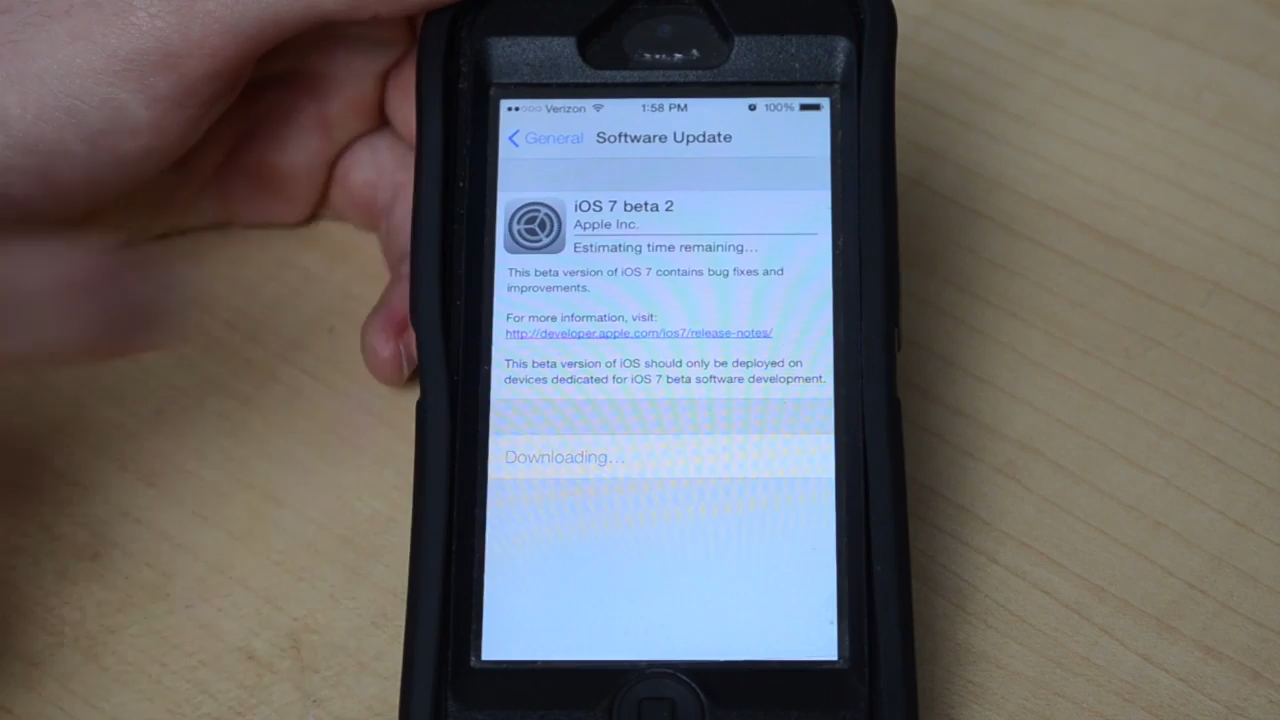 Verizon 1:58 PM 100%
General Software Update
iOS 7 beta 2
Apple Inc.
Estimating time remaining...
This beta version of iOS 7 contains bug fixes and
improvements.
For more information, visit:
http://developer.apple.com/ios7/release-notes/
This beta version of iOS should only be deployed on
devices dedicated for iOS 7 beta software development.
Downloading...